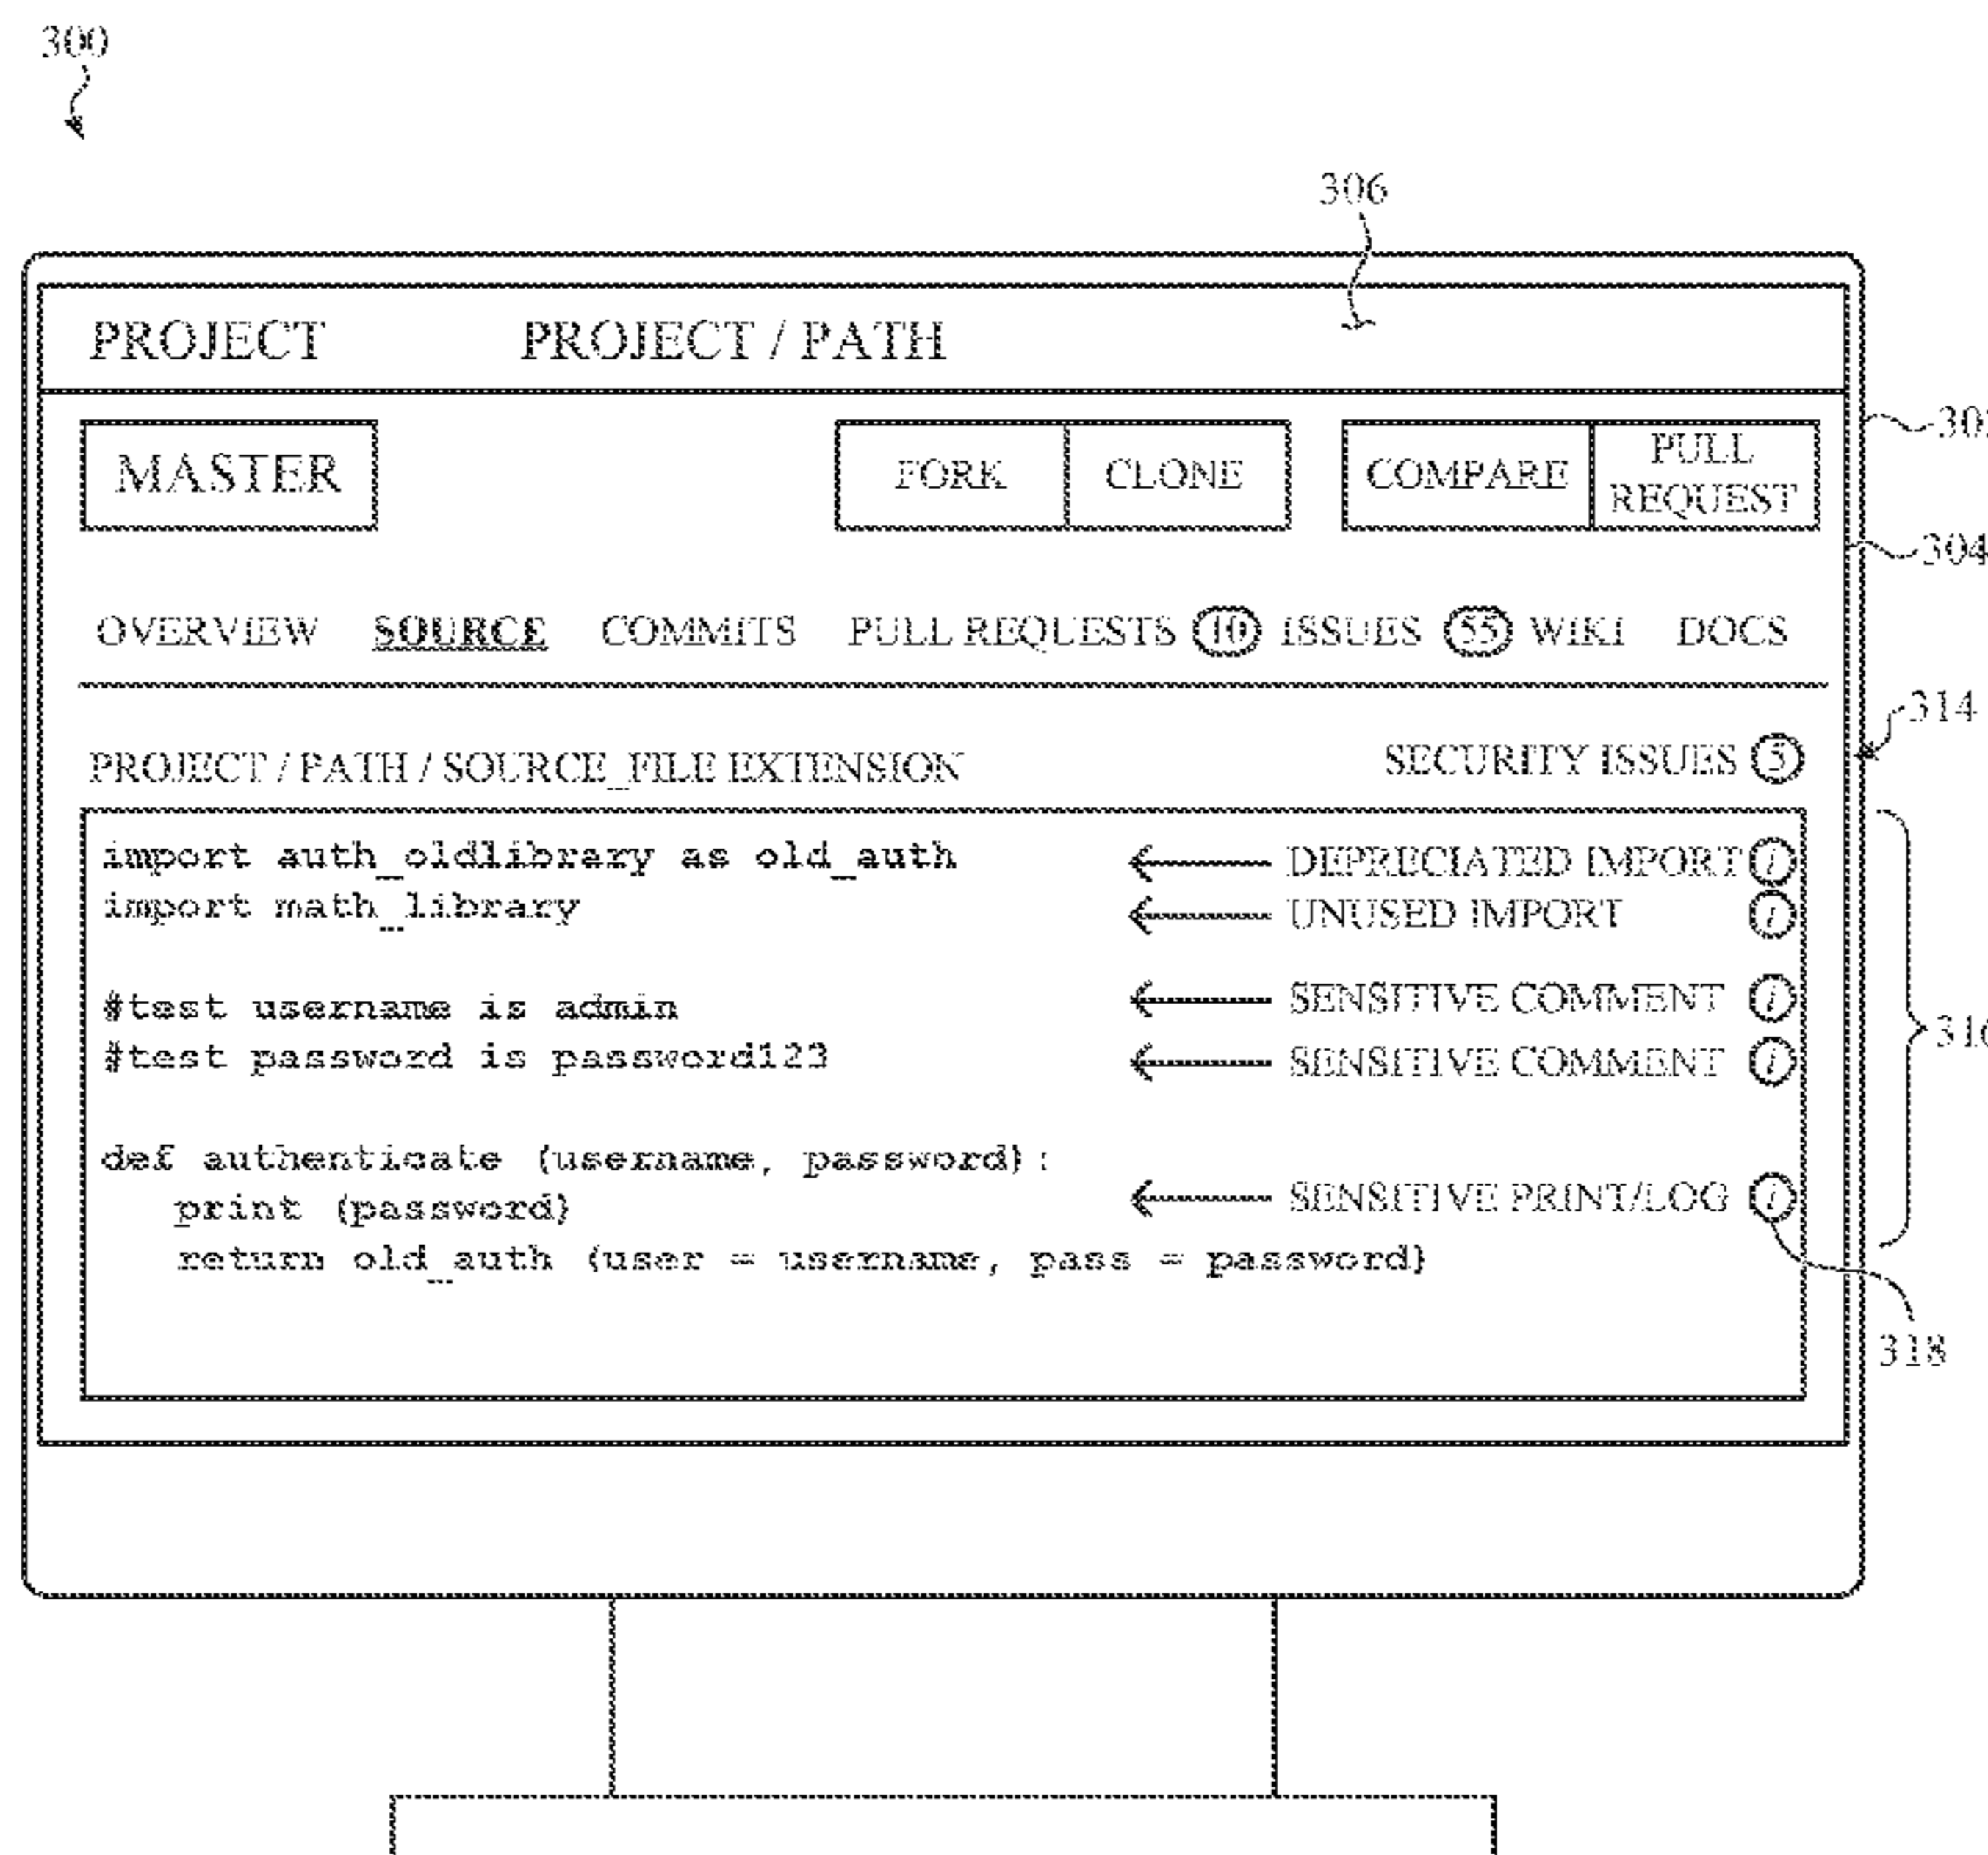 300
306
PROJECT PROJECT / PATH
MASTER FORK CLONE COMPARE PULL REQUEST
304
OVERVIEW SOURCE COMMITS PULL REQUESTS 10 ISSUES 55 WIKI DOCS
314
PROJECT / PATH / SOURCE_FILE EXTENSION SECURITY ISSUES 5
import auth_oldlibrary as old_auth DEPRECIATED IMPORT i
import math_library UNUSED IMPORT i
#test username is admin SENSITIVE COMMENT i
#test password is password123 SENSITIVE COMMENT i
def authenticate (username, password):
print (password) SENSITIVE PRINT/LOG i
return old_auth (user = username, pass = password)
318